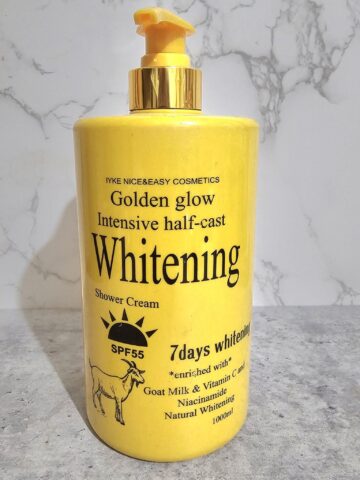 IYKE NICE&EASY COSMETICS
Golden glow
Intensive half-cast
Whitening
Shower Cream
SPF55
7days whitening
*enriched with*
Goat Milk & Vitamin C and
Niacinamide
Natural Whitening
1000ml